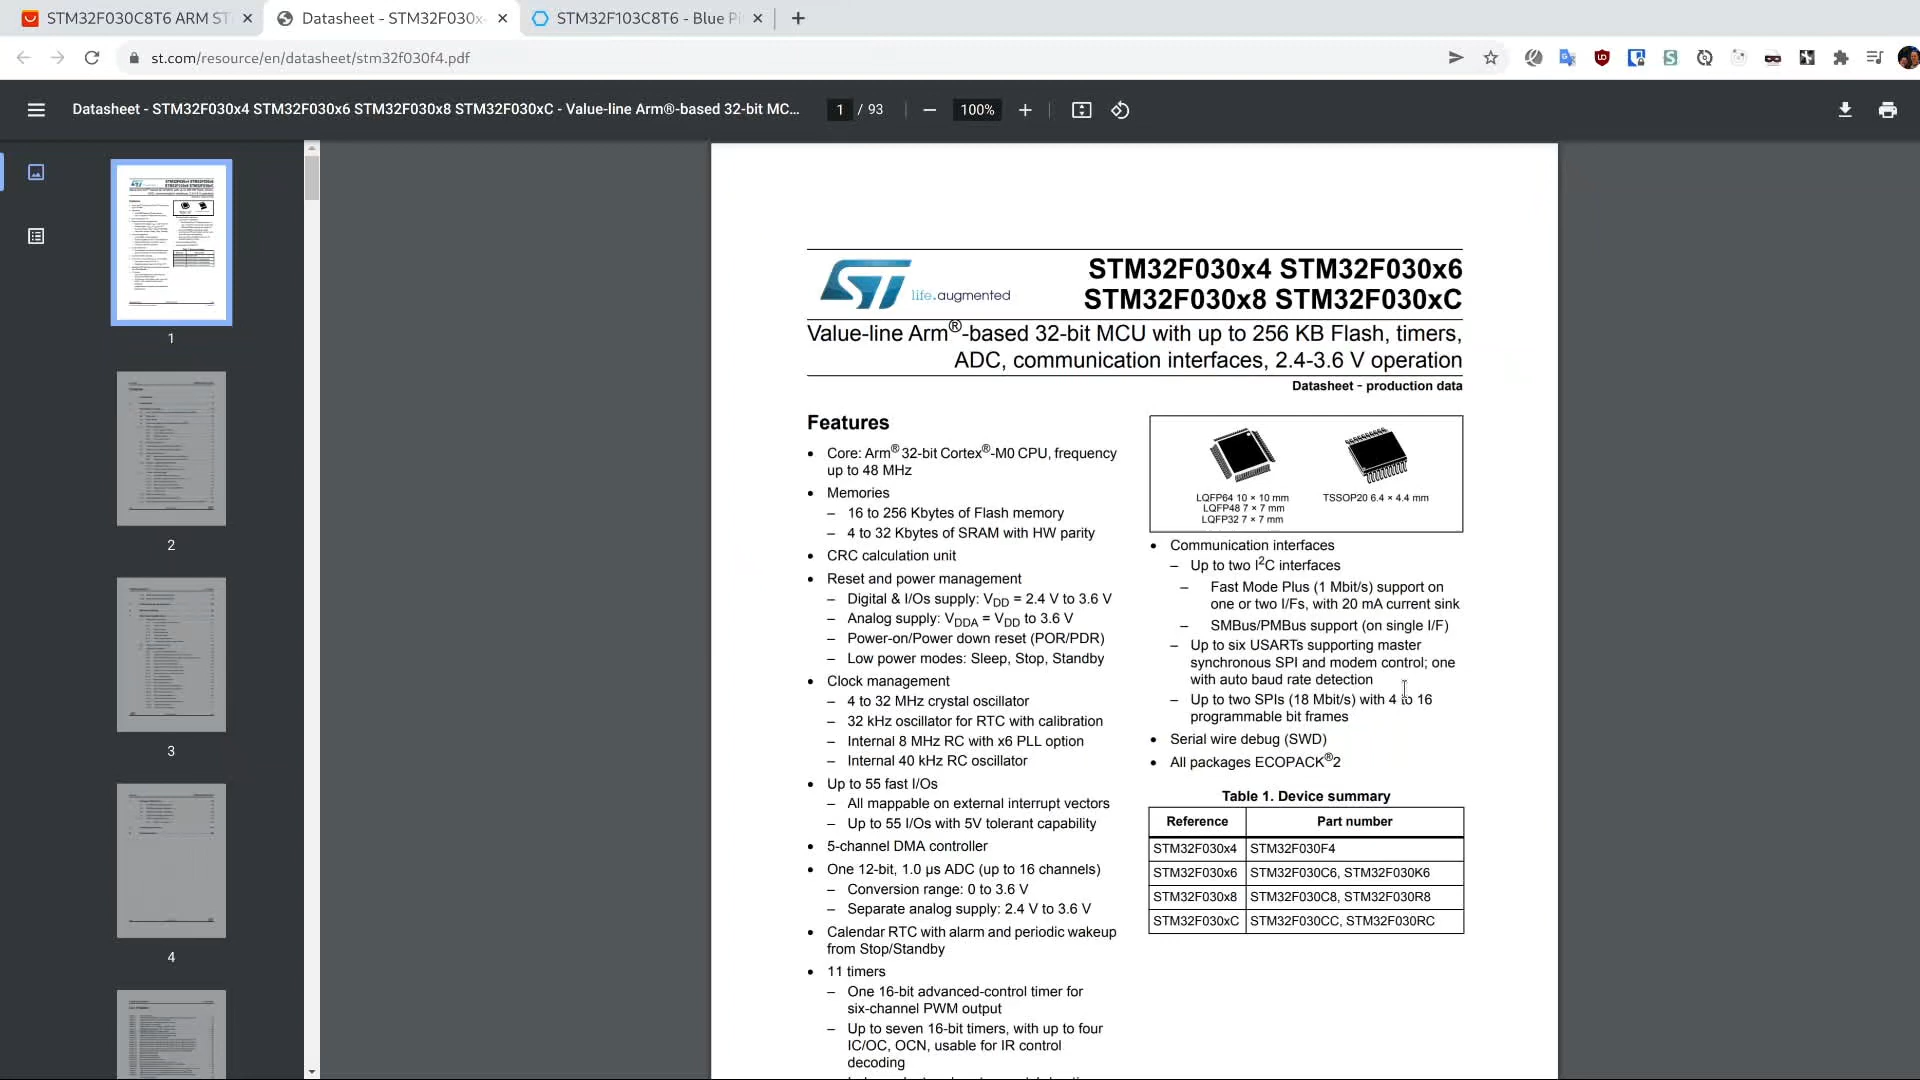 STM32F030C8T6 ARM ST
Datasheet - STM32F030x
STM32F103C8T6 - Blue Pi
st.com/resource/en/datasheet/stm32f030f4.pdf
Datasheet - STM32F030x4 STM32F030x6 STM32F030x8 STM32F030xC - Value-line Arm®-based 32-bit MC...
1 / 93
100%
1
2
3
4
ST life.augmented
STM32F030x4 STM32F030x6
STM32F030x8 STM32F030xC
Value-line Arm®-based 32-bit MCU with up to 256 KB Flash, timers,
ADC, communication interfaces, 2.4-3.6 V operation
Datasheet - production data
Features
• Core: Arm® 32-bit Cortex®-M0 CPU, frequency
up to 48 MHz
• Memories
– 16 to 256 Kbytes of Flash memory
– 4 to 32 Kbytes of SRAM with HW parity
• CRC calculation unit
• Reset and power management
– Digital & I/Os supply: VDD = 2.4 V to 3.6 V
– Analog supply: VDDA = VDD to 3.6 V
– Power-on/Power down reset (POR/PDR)
– Low power modes: Sleep, Stop, Standby
• Clock management
– 4 to 32 MHz crystal oscillator
– 32 kHz oscillator for RTC with calibration
– Internal 8 MHz RC with x6 PLL option
– Internal 40 kHz RC oscillator
• Up to 55 fast I/Os
– All mappable on external interrupt vectors
– Up to 55 I/Os with 5V tolerant capability
• 5-channel DMA controller
• One 12-bit, 1.0 µs ADC (up to 16 channels)
– Conversion range: 0 to 3.6 V
– Separate analog supply: 2.4 V to 3.6 V
• Calendar RTC with alarm and periodic wakeup
from Stop/Standby
• 11 timers
– One 16-bit advanced-control timer for
six-channel PWM output
– Up to seven 16-bit timers, with up to four
IC/OC, OCN, usable for IR control
decoding
LQFP64 10 × 10 mm
LQFP48 7 × 7 mm
LQFP32 7 × 7 mm
TSSOP20 6.4 × 4.4 mm
• Communication interfaces
– Up to two I²C interfaces
– Fast Mode Plus (1 Mbit/s) support on
one or two I/Fs, with 20 mA current sink
– SMBus/PMBus support (on single I/F)
– Up to six USARTs supporting master
synchronous SPI and modem control; one
with auto baud rate detection
– Up to two SPIs (18 Mbit/s) with 4 to 16
programmable bit frames
• Serial wire debug (SWD)
• All packages ECOPACK®2
Table 1. Device summary
Reference Part number
STM32F030x4 STM32F030F4
STM32F030x6 STM32F030C6, STM32F030K6
STM32F030x8 STM32F030C8, STM32F030R8
STM32F030xC STM32F030CC, STM32F030RC